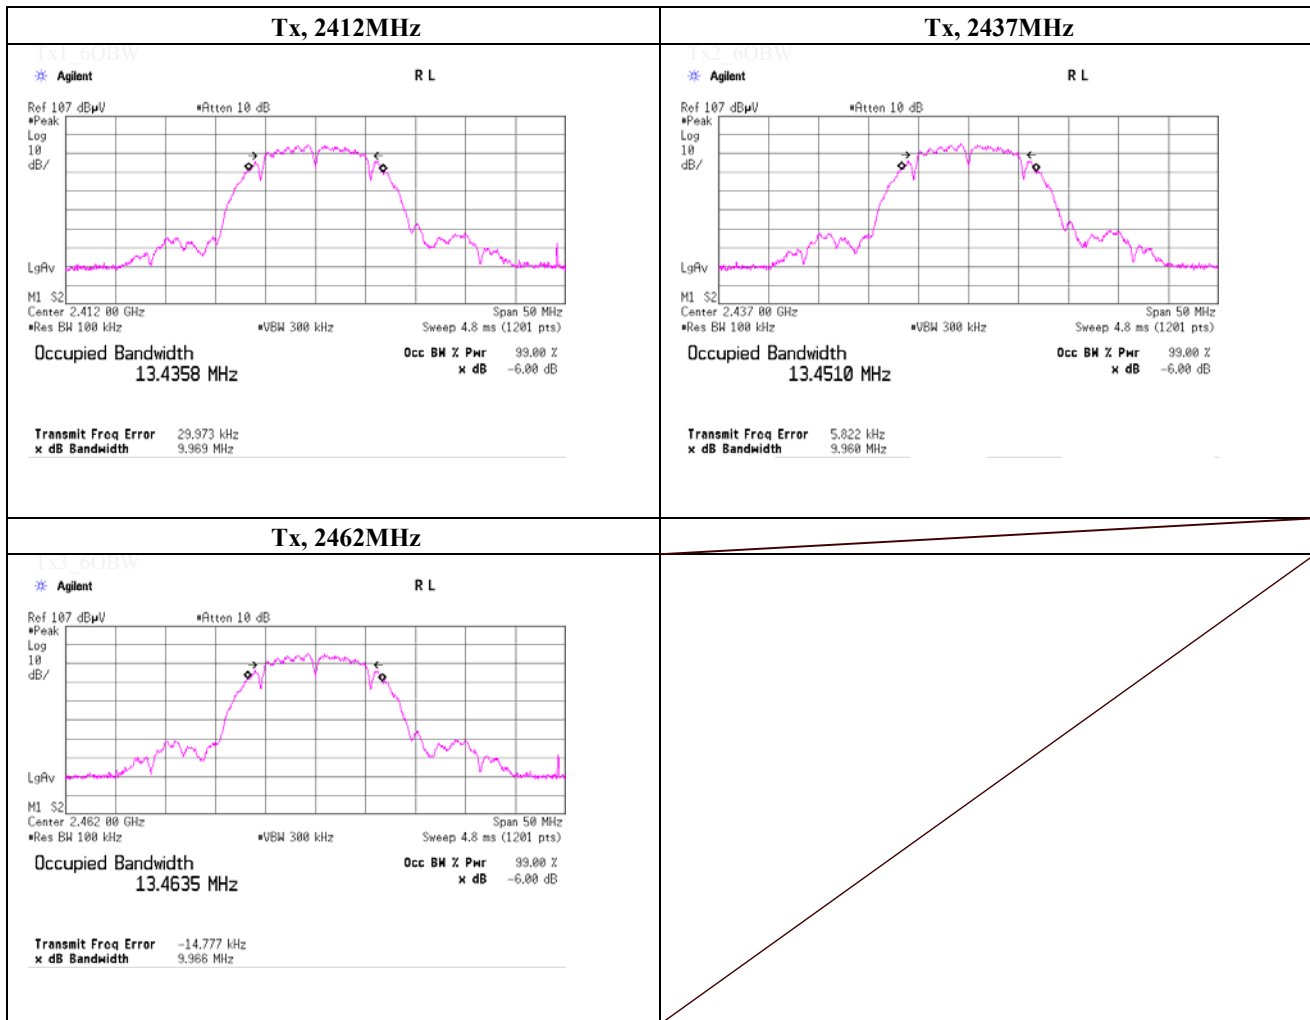 Tx, 2412MHz
Tx1_6OBW
Agilent
R L
Ref 107 dBµV
#Atten 10 dB
#Peak
Log
10
dB/
LgAv
M1 S2
Center 2.412 00 GHz
Span 50 MHz
#Res BW 100 kHz
#VBW 300 kHz
Sweep 4.8 ms (1201 pts)
Occupied Bandwidth
13.4358 MHz
Occ BW % Pwr 99.00 %
x dB -6.00 dB
Transmit Freq Error 29.973 kHz
x dB Bandwidth 9.969 MHz
Tx, 2437MHz
Tx2_6OBW
Agilent
R L
Ref 107 dBµV
#Atten 10 dB
#Peak
Log
10
dB/
LgAv
M1 S2
Center 2.437 00 GHz
Span 50 MHz
#Res BW 100 kHz
#VBW 300 kHz
Sweep 4.8 ms (1201 pts)
Occupied Bandwidth
13.4510 MHz
Occ BW % Pwr 99.00 %
x dB -6.00 dB
Transmit Freq Error 5.822 kHz
x dB Bandwidth 9.960 MHz
Tx, 2462MHz
Tx3_6OBW
Agilent
R L
Ref 107 dBµV
#Atten 10 dB
#Peak
Log
10
dB/
LgAv
M1 S2
Center 2.462 00 GHz
Span 50 MHz
#Res BW 100 kHz
#VBW 300 kHz
Sweep 4.8 ms (1201 pts)
Occupied Bandwidth
13.4635 MHz
Occ BW % Pwr 99.00 %
x dB -6.00 dB
Transmit Freq Error -14.777 kHz
x dB Bandwidth 9.966 MHz